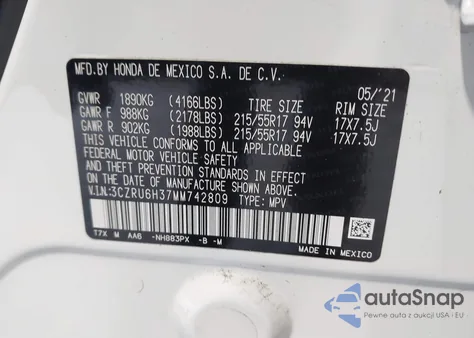 MFD.BY HONDA DE MEXICO S.A. DE C.V.
05/'21
GVWR 1890KG (4166LBS) TIRE SIZE RIM SIZE
GAWR F 988KG (2178LBS) 215/55R17 94V 17X7.5J
GAWR R 902KG (1988LBS) 215/55R17 94V 17X7.5J
THIS VEHICLE CONFORMS TO ALL APPLICABLE
FEDERAL MOTOR VEHICLE SAFETY
AND THEFT PREVENTION STANDARDS IN EFFECT
ON THE DATE OF MANUFACTURE SHOWN ABOVE.
V.I.N:3CZRU6H37MM742809 TYPE: MPV
T7X M AA6 -NH883PX -B -M
MADE IN MEXICO
autoSnap
Pewne auto z aukcji USA i EU